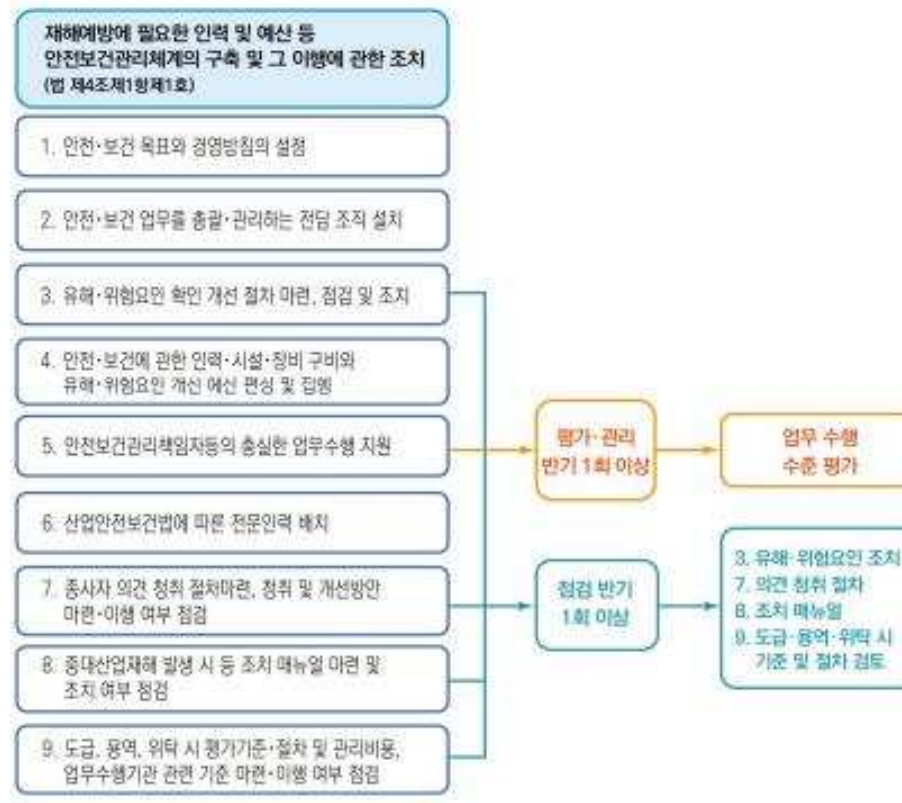 재해예방에 필요한 인력 및 예산 등
안전보건관리체계의 구축 및 그 이행에 관한 조치
(법 제4조제1항제1호)
1. 안전·보건 목표와 경영방침의 설정
2. 안전·보건 업무를 총괄·관리하는 전담 조직 설치
3. 유해·위험요인 확인 개선 절차 마련, 점검 및 조치
4. 안전·보건에 관한 인력·시설·장비 구비와
유해·위험요인 개선 예산 편성 및 집행
5. 안전보건관리책임자등의 충실한 업무수행 지원
6. 산업안전보건법에 따른 전문인력 배치
7. 종사자 의견 청취 절차마련, 청취 및 개선방안
마련·이행 여부 점검
8. 중대산업재해 발생 시 등 조치 매뉴얼 마련 및
조치 여부 점검
9. 도급, 용역, 위탁 시 평가기준·절차 및 관리비용,
업무수행기관 관련 기준 마련·이행 여부 점검
평가·관리
반기 1회 이상
업무 수행
수준 평가
점검 반기
1회 이상
3. 유해·위험요인 조치
7. 의견 청취 절차
8. 조치 매뉴얼
9. 도급·용역·위탁 시
기준 및 절차 검토